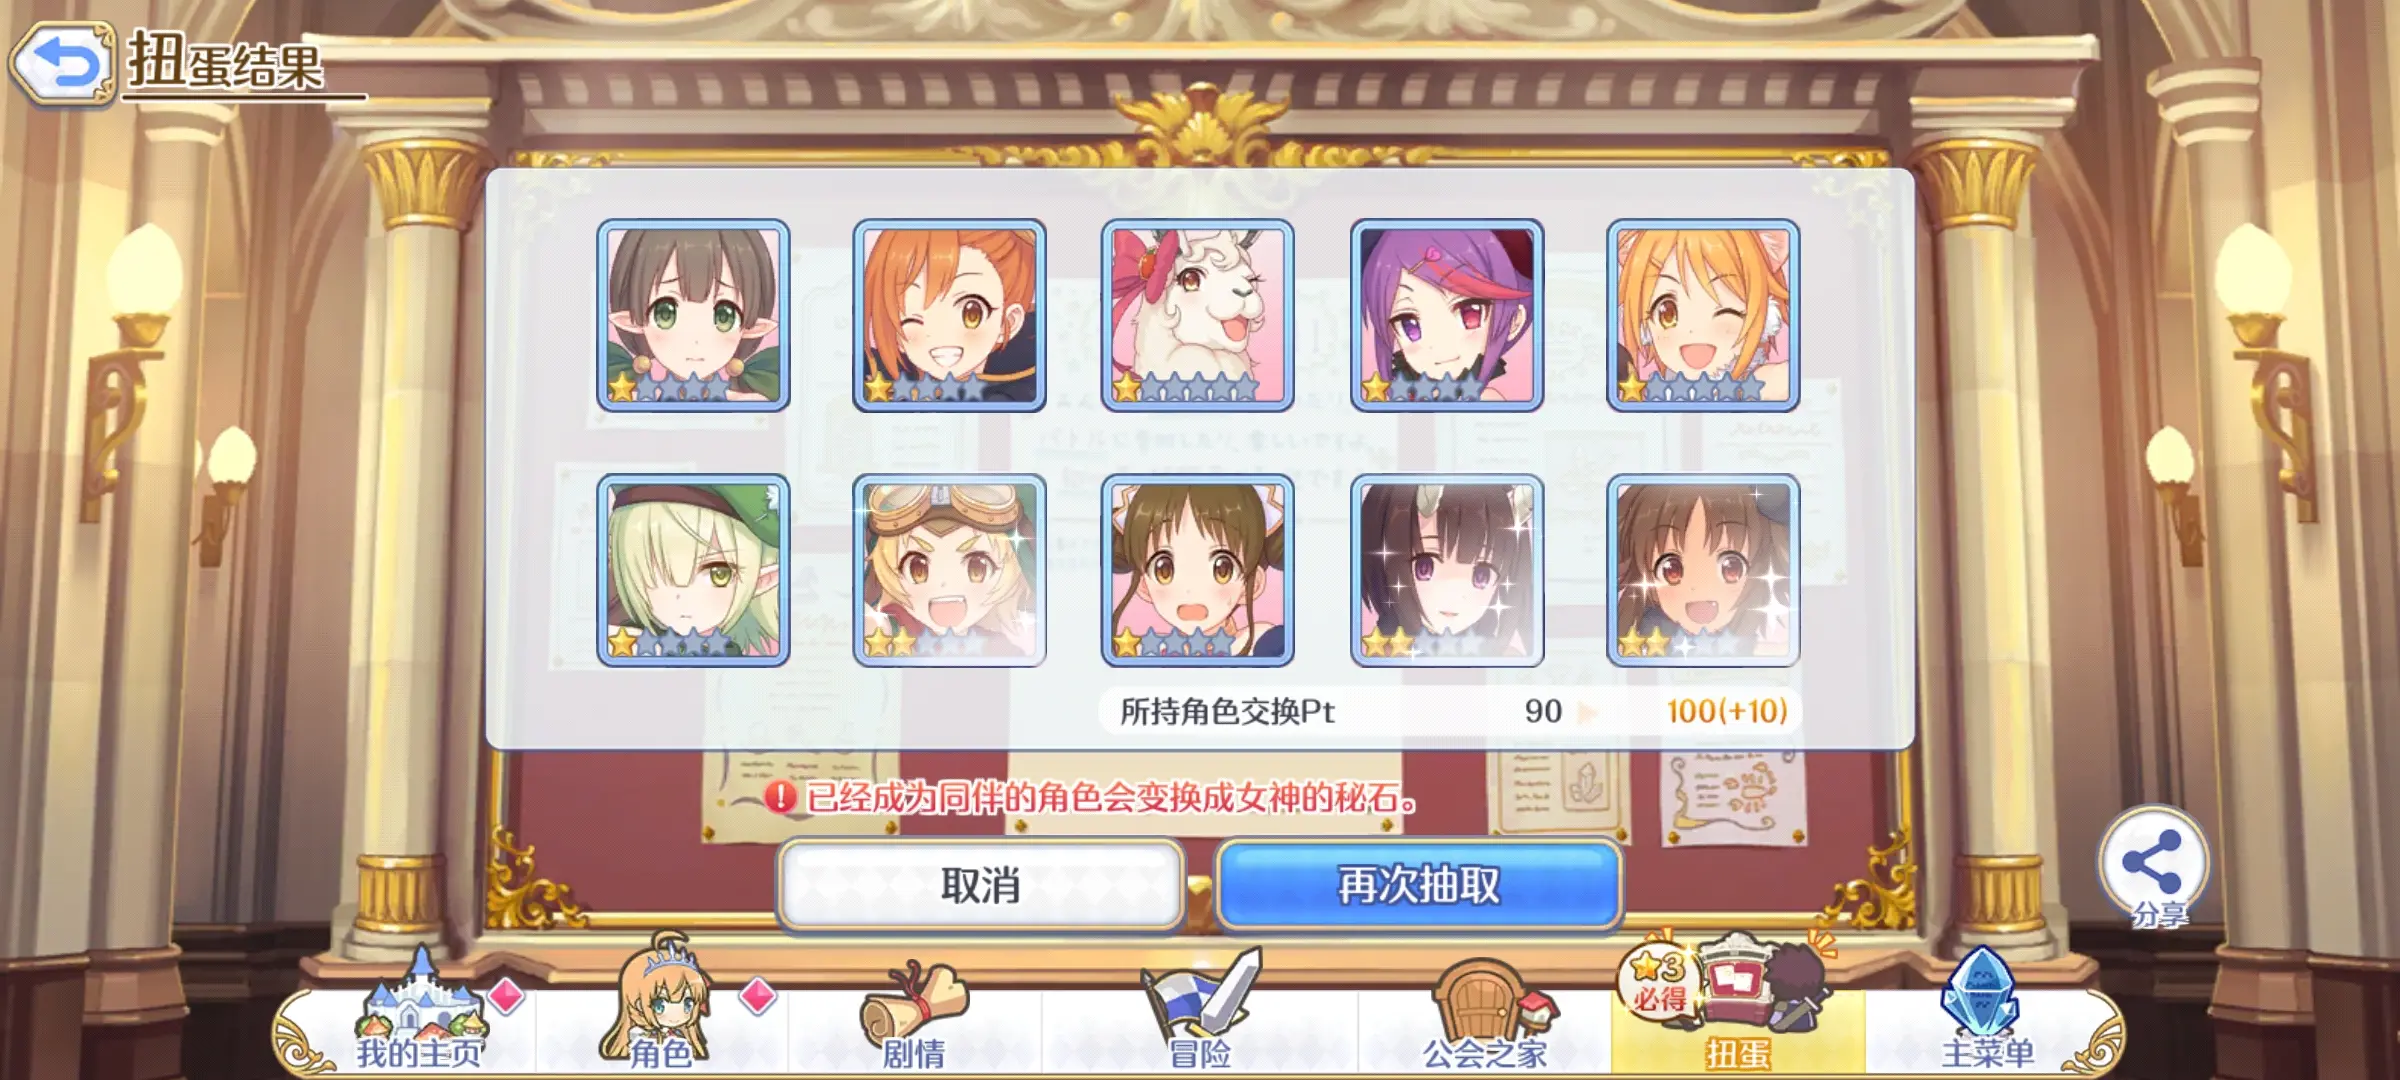 扭蛋结果
所持角色交换Pt 90 100(+10)
已经成为同伴的角色会变换成女神的秘石。
取消
再次抽取
分享
3
必得
我的主页
角色
剧情
冒险
公会之家
扭蛋
主菜单